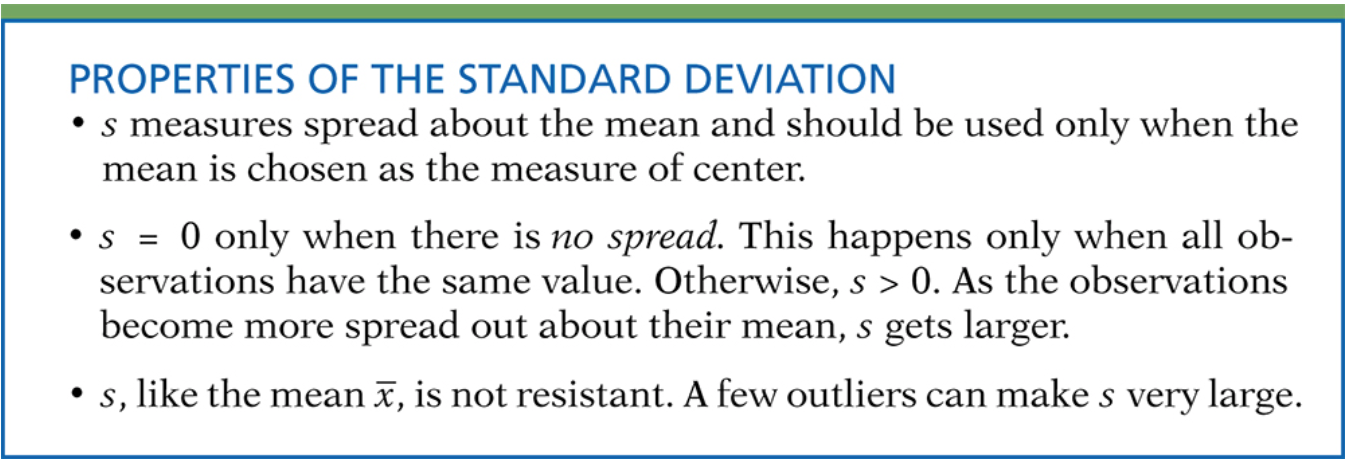 PROPERTIES OF THE STANDARD DEVIATION
• s measures spread about the mean and should be used only when the
mean is chosen as the measure of center.
• s = 0 only when there is no spread. This happens only when all ob-
servations have the same value. Otherwise, s > 0. As the observations
become more spread out about their mean, s gets larger.
• s, like the mean x̅, is not resistant. A few outliers can make s very large.